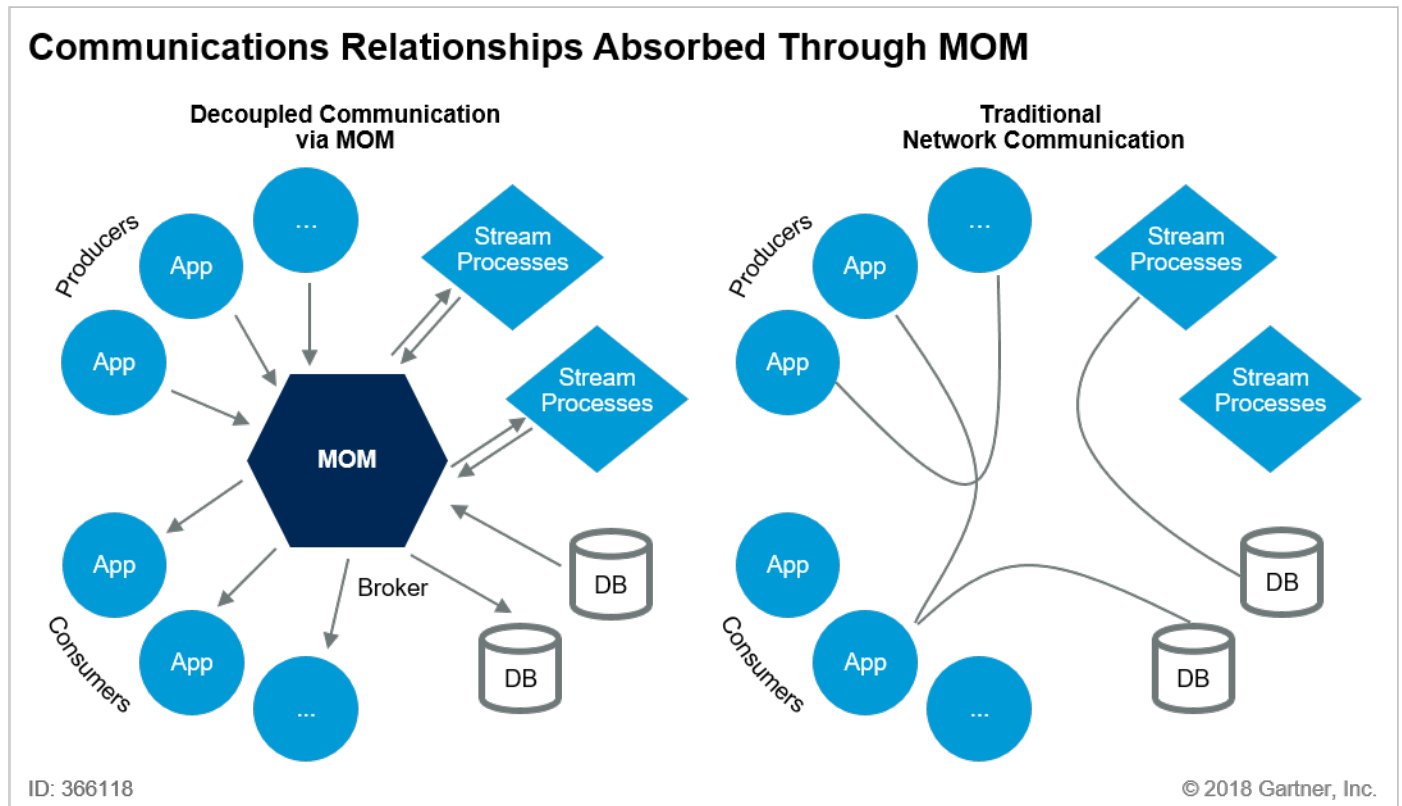 Communications Relationships Absorbed Through MOM
Decoupled Communication
via MOM
Producers
App
App
...
Stream
Processes
Stream
Processes
MOM
Broker
DB
DB
Consumers
App
App
...
Traditional
Network Communication
Producers
App
App
...
Stream
Processes
Stream
Processes
DB
DB
Consumers
App
App
...
ID: 366118
© 2018 Gartner, Inc.